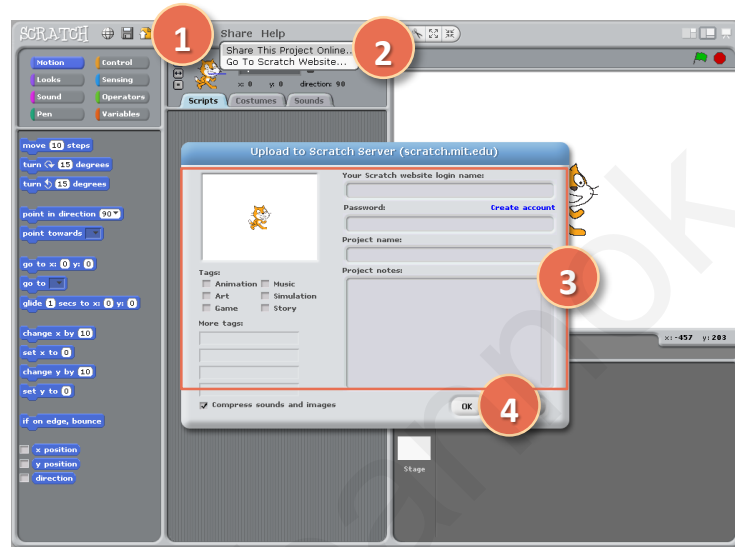 SCRATCH
Share Help
1
2
Share This Project Online...
Go To Scratch Website...
Motion Control
Looks Sensing
Sound Operators
Pen Variables
x: 0 y: 0 direction: 90
Scripts Costumes Sounds
move 10 steps
turn 15 degrees
turn 15 degrees
point in direction 90
point towards
go to x: 0 y: 0
go to
glide 1 secs to x: 0 y: 0
change x by 10
set x to 0
change y by 10
set y to 0
if on edge, bounce
x position
y position
direction
Upload to Scratch Server (scratch.mit.edu)
Your Scratch website login name:
Password: Create account
Project name:
Project notes:
Tags:
Animation Music
Art Simulation
Game Story
More tags:
3
Compress sounds and images
OK
4
x: -457 y: 203
Stage